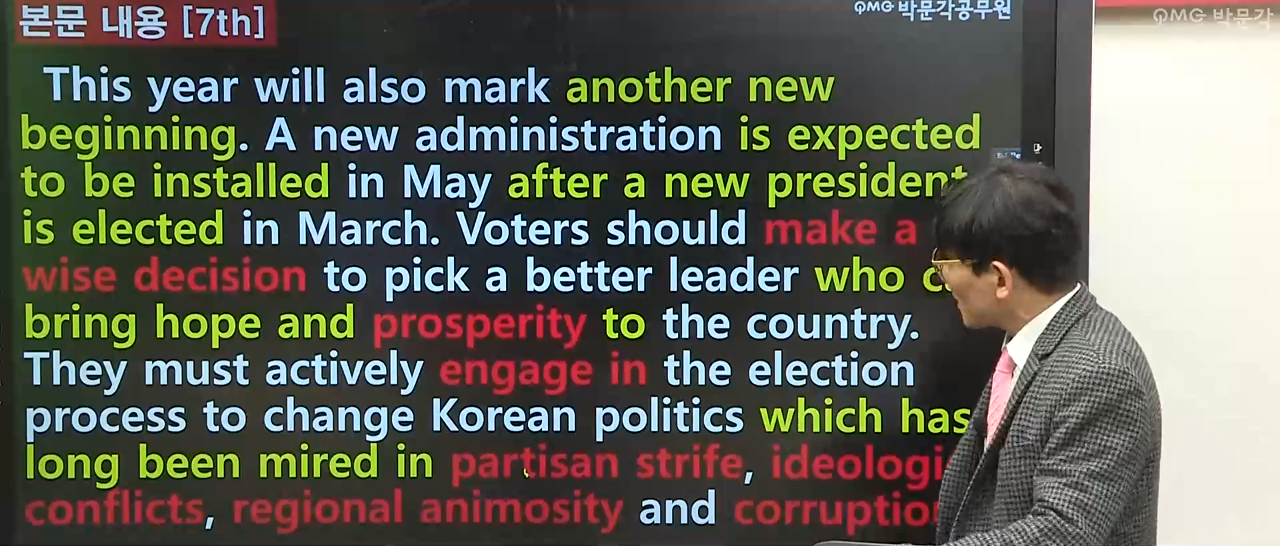 본문 내용 [7th]
박문각공무원
박문각
This year will also mark another new
beginning. A new administration is expected
to be installed in May after a new president
is elected in March. Voters should make a
wise decision to pick a better leader who
bring hope and prosperity to the country.
They must actively engage in the election
process to change Korean politics which has
long been mired in partisan strife,
conflicts, regional animosity and